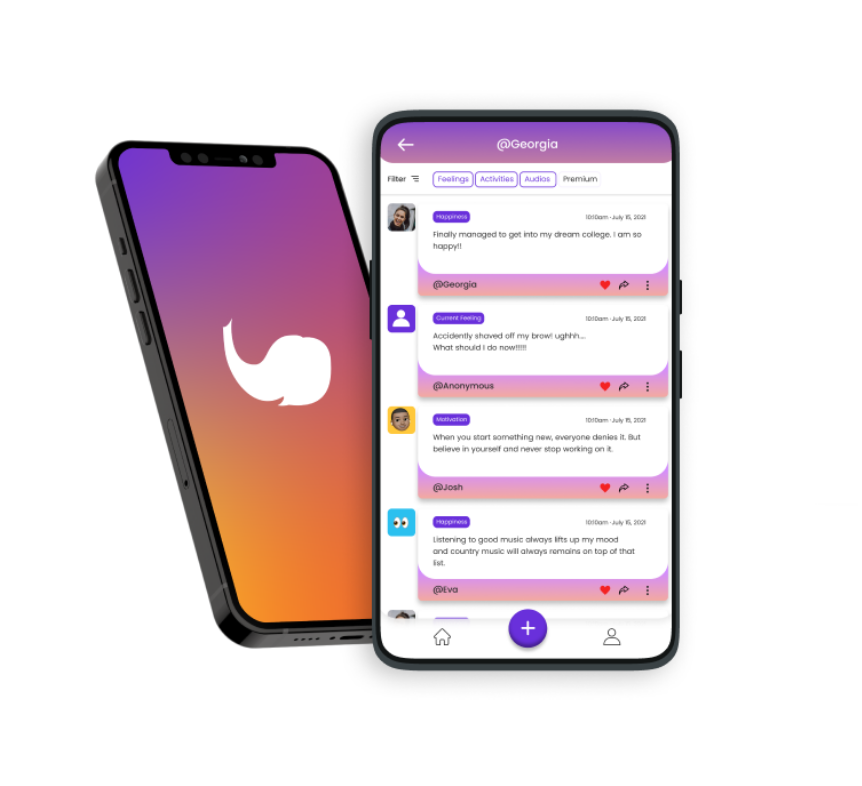 @Georgia
Filter Feelings Activities Audios Premium
Happiness 10:10am -July 15, 2021
Finally managed to get into my dream college. I am so
happy!!
@Georgia
Current Feeling 10:10am -July 15, 2021
Accidently shaved off my brow! ughhh...
What should I do now!!!!!
@Anonymous
Motivation 10:10am -July 15, 2021
When you start something new, everyone denies it. But
believe in yourself and never stop working on it.
@Josh
Happiness 10:10am -July 15, 2021
Listening to good music always lifts up my mood
and country music will always remains on top of that
list.
@Eva